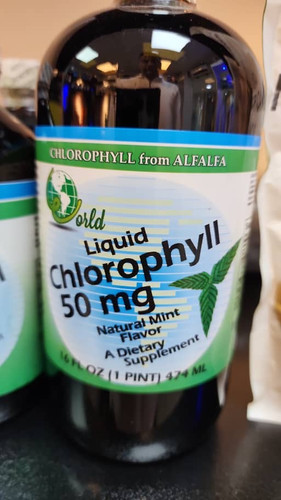 CHLOROPHYLL from ALFALFA
World
Liquid
Chlorophyll
50 mg
Natural Mint
Flavor
A Dietary
Supplement
16 FL OZ (1 PINT) 474 ML